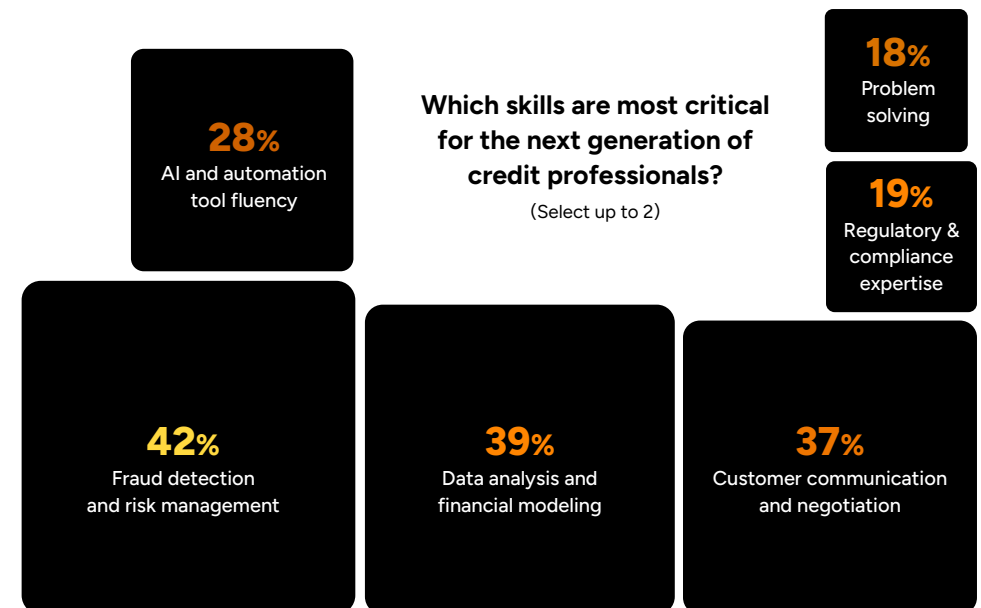 Which skills are most critical
for the next generation of
credit professionals?
(Select up to 2)
28%
AI and automation
tool fluency
18%
Problem
solving
19%
Regulatory &
compliance
expertise
42%
Fraud detection
and risk management
39%
Data analysis and
financial modeling
37%
Customer communication
and negotiation